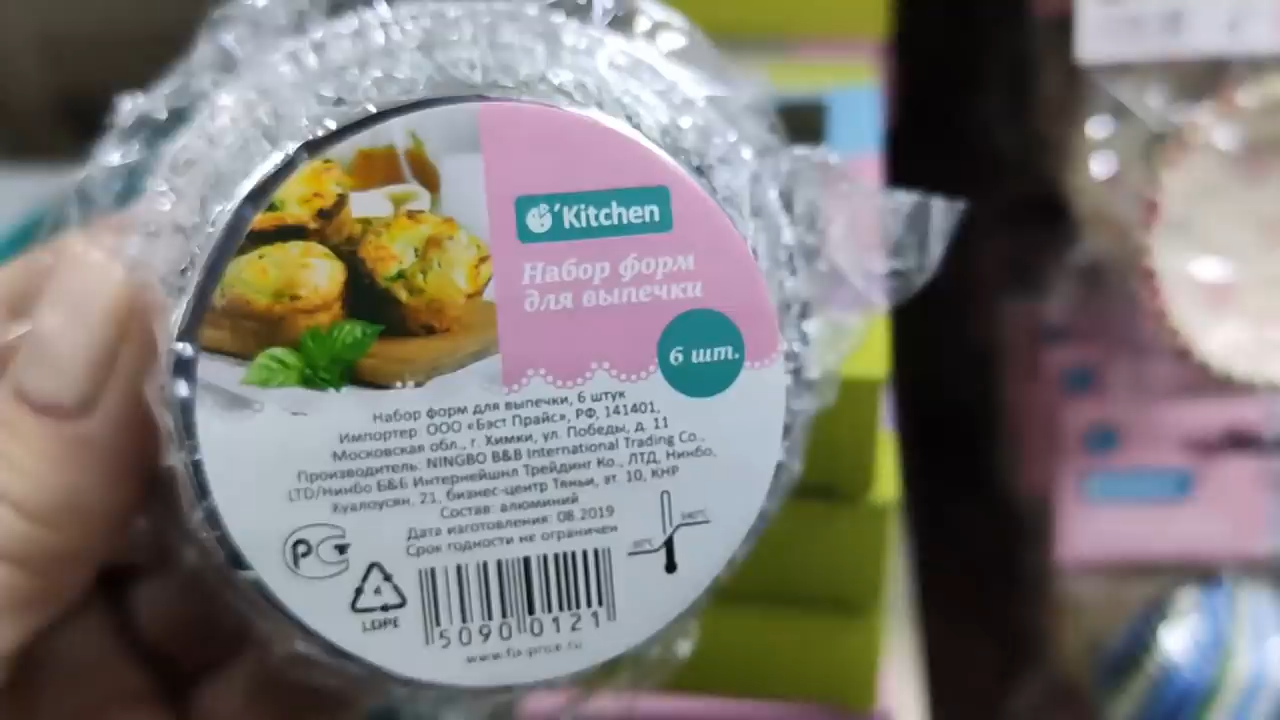 'Kitchen
Набор форм
для выпечки
6 шт.
Набор форм для выпечки, 6 штук
Импортер: ООО «Бэст Прайс», РФ, 141401,
Московская обл., г. Химки, ул. Победы, д. 11
Производитель: NINGBO B&B International Trading Co.,
LTD/Нинбо Б&Б Интернейшнл Трейдинг Ко., ЛТД, Нинбо,
21, бизнес-центр Тяньи, эт. 10, КНР
Состав: алюминий
Дата изготовления: 08.2019
Срок годности не ограничен
РСТ
4
LDPE
5090 0121
www.fix-price.ru